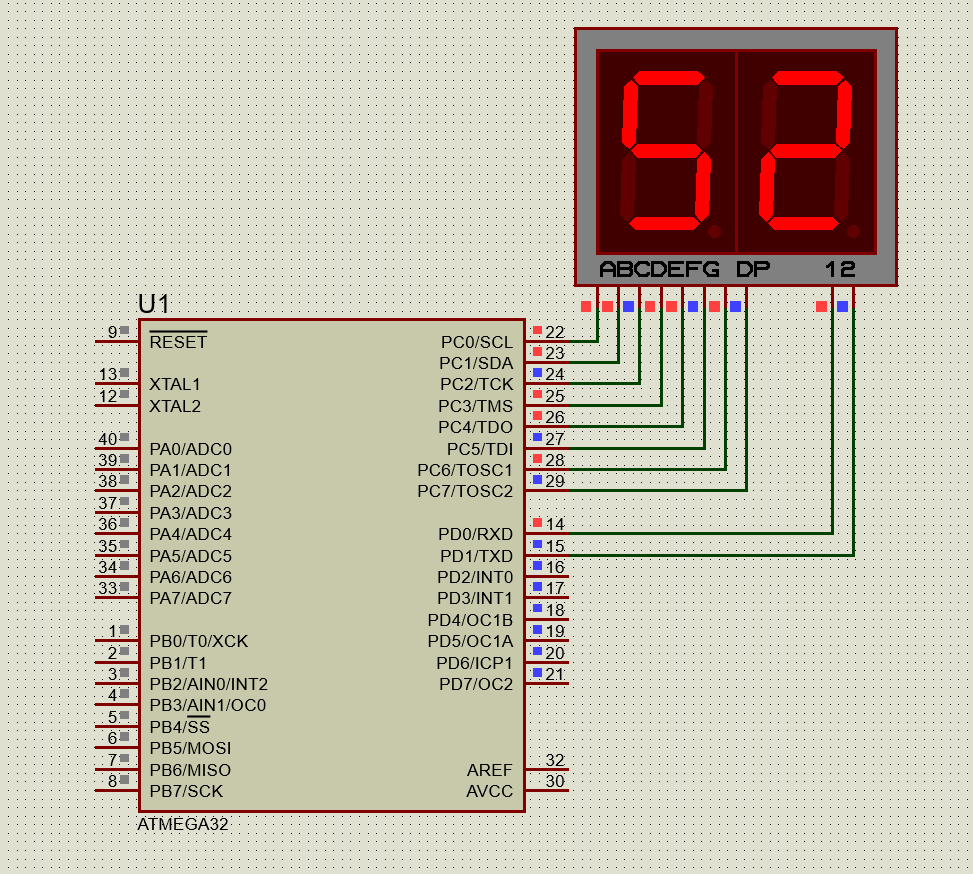 52
ABCDEFG DP 12
U1
9 RESET PC0/SCL 22
PC1/SDA 23
13 XTAL1 PC2/TCK 24
12 XTAL2 PC3/TMS 25
PC4/TDO 26
40 PA0/ADC0 PC5/TDI 27
39 PA1/ADC1 PC6/TOSC1 28
38 PA2/ADC2 PC7/TOSC2 29
37 PA3/ADC3
36 PA4/ADC4 PD0/RXD 14
35 PA5/ADC5 PD1/TXD 15
34 PA6/ADC6 PD2/INT0 16
33 PA7/ADC7 PD3/INT1 17
PD4/OC1B 18
1 PB0/T0/XCK PD5/OC1A 19
2 PB1/T1 PD6/ICP1 20
3 PB2/AIN0/INT2 PD7/OC2 21
4 PB3/AIN1/OC0
5 PB4/SS
6 PB5/MOSI
7 PB6/MISO AREF 32
8 PB7/SCK AVCC 30
ATMEGA32